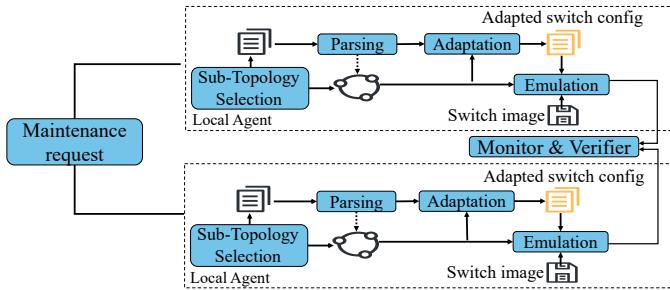 Adapted switch config
Parsing
Adaptation
Sub-Topology
Selection
Emulation
Switch image
Local Agent
Maintenance
request
Monitor & Verifier
Adapted switch config
Parsing
Adaptation
Sub-Topology
Selection
Emulation
Switch image
Local Agent